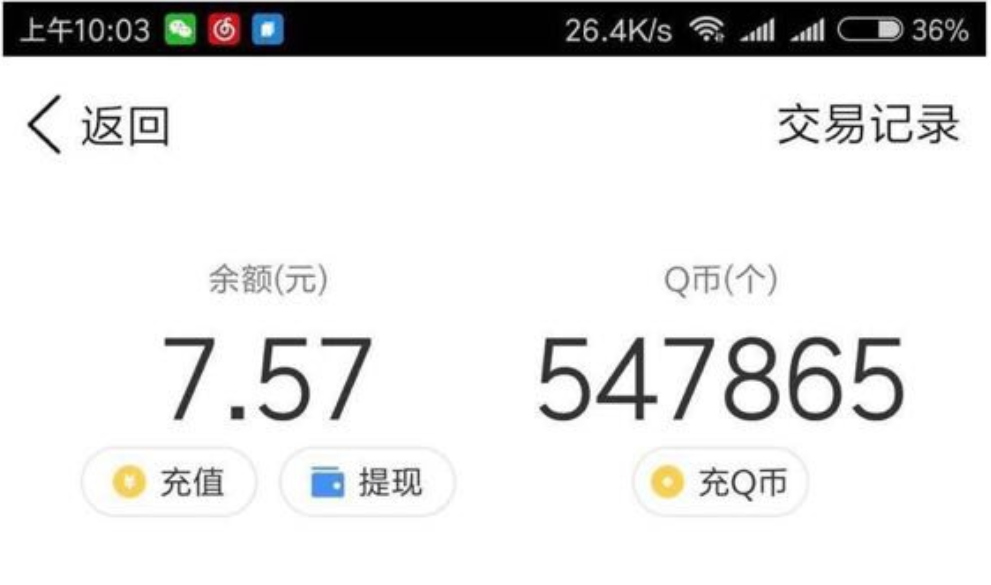 上午10:03 26.4K/s 36%
返回 交易记录
余额(元) Q币(个)
7.57 547865
充值 提现 充Q币